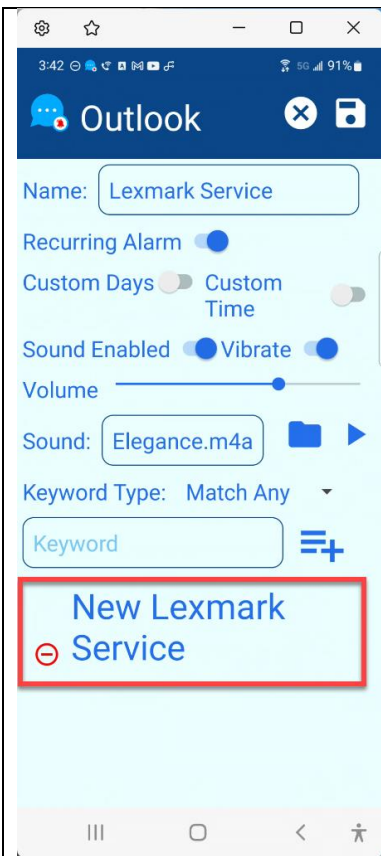 3:42 5G 91%
Outlook
Name: Lexmark Service
Recurring Alarm
Custom Days Custom
Time
Sound Enabled Vibrate
Volume
Sound: Elegance.m4a
Keyword Type: Match Any
Keyword
New Lexmark
Service